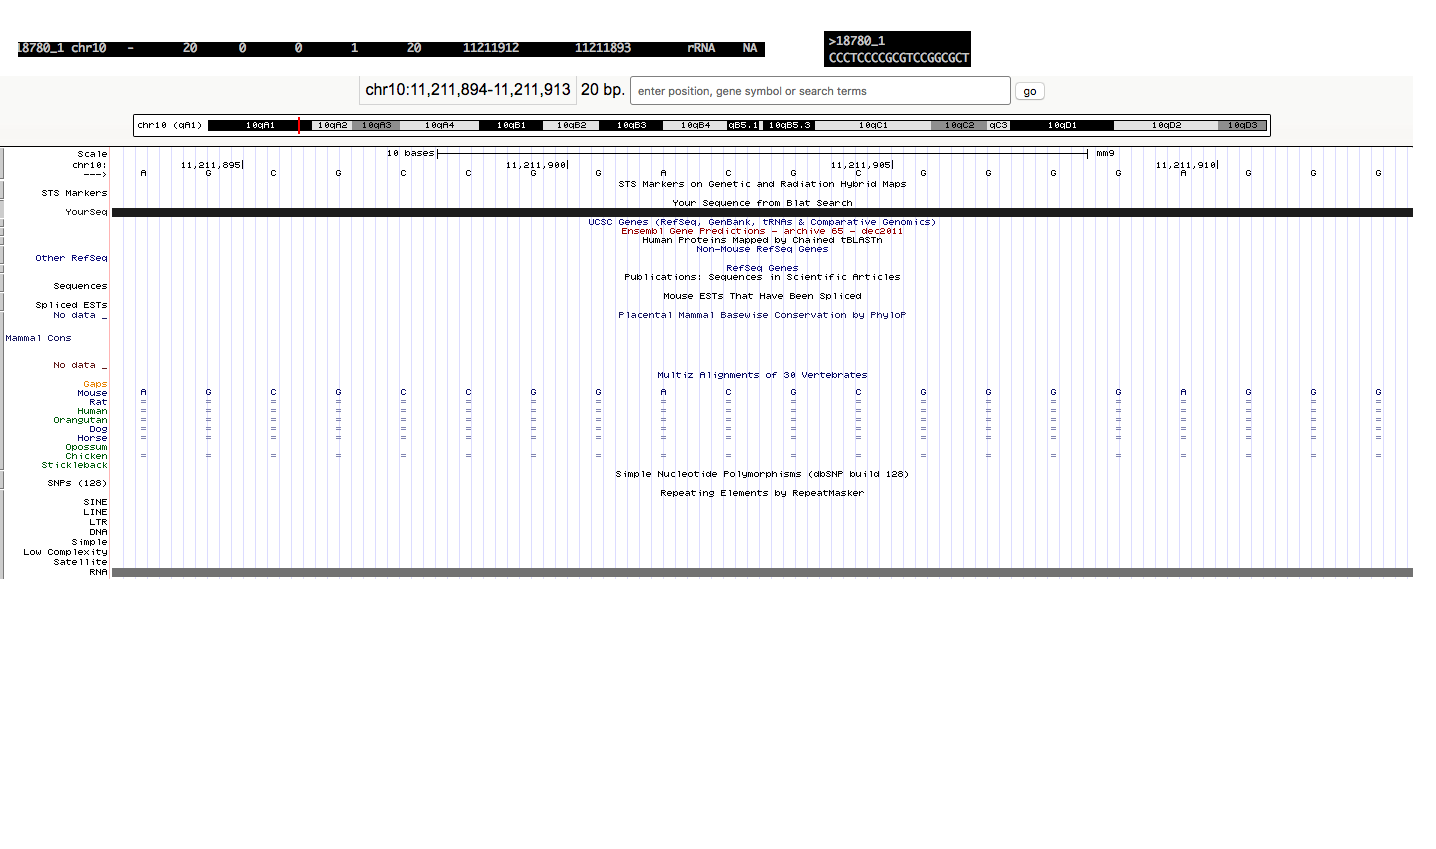 18780_1 chr10 - 20 0 0 1 20 11211912 11211893 rRNA NA
>18780_1
CCCTCCCCGCGTCCGGCGCT
chr10:11,211,894-11,211,913 20 bp. enter position, gene symbol or search terms go
chr10 (qA1) 10qA1 10qA2 10qA3 10qA4 10qB1 10qB2 10qB3 10qB4 qB5.1 10qB5.3 10qC1 10qC2 qC3 10qD1 10qD2 10qD3
Scale 10 bases mm9
chr10: 11,211,895 11,211,900 11,211,905 11,211,910
---> A G C G C C G G A C G C G G G G A G G G
STS Markers on Genetic and Radiation Hybrid Maps
STS Markers
Your Sequence from Blat Search
YourSeq
UCSC Genes (RefSeq, GenBank, tRNAs & Comparative Genomics)
Ensembl Gene Predictions - archive 65 - dec2011
Human Proteins Mapped by Chained tBLASTn
Non-Mouse RefSeq Genes
Other RefSeq
RefSeq Genes
Publications: Sequences in Scientific Articles
Sequences
Mouse ESTs That Have Been Spliced
Spliced ESTs
No data _ Placental Mammal Basewise Conservation by PhyloP
Mammal Cons
No data _
Multiz Alignments of 30 Vertebrates
Gaps
Mouse A G C G C C G G A C G C G G G G A G G G
Rat = = = = = = = = = = = = = = = = = = = =
Human = = = = = = = = = = = = = = = = = = = =
Orangutan = = = = = = = = = = = = = = = = = = = =
Dog = = = = = = = = = = = = = = = = = = = =
Horse = = = = = = = = = = = = = = = = = = = =
Opossum
Chicken = = = = = = = = = = = = = = = = = = = =
Stickleback
Simple Nucleotide Polymorphisms (dbSNP build 128)
SNPs (128)
Repeating Elements by RepeatMasker
SINE
LINE
LTR
DNA
Simple
Low Complexity
Satellite
RNA